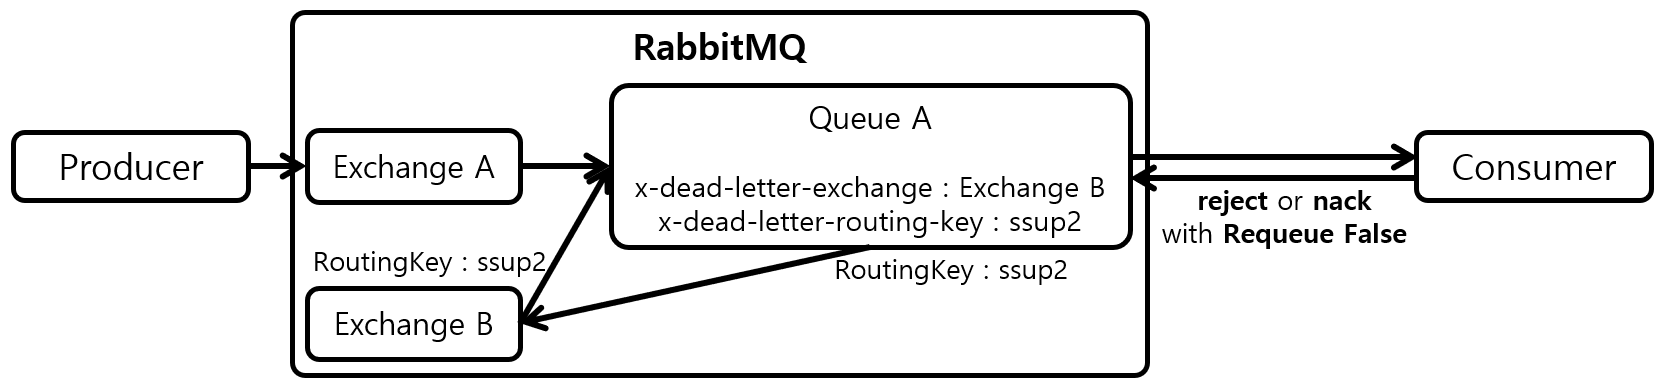 RabbitMQ
Producer
Exchange A
Queue A
x-dead-letter-exchange : Exchange B
x-dead-letter-routing-key : ssup2
Consumer
reject or nack
with Requeue False
RoutingKey : ssup2
RoutingKey : ssup2
Exchange B